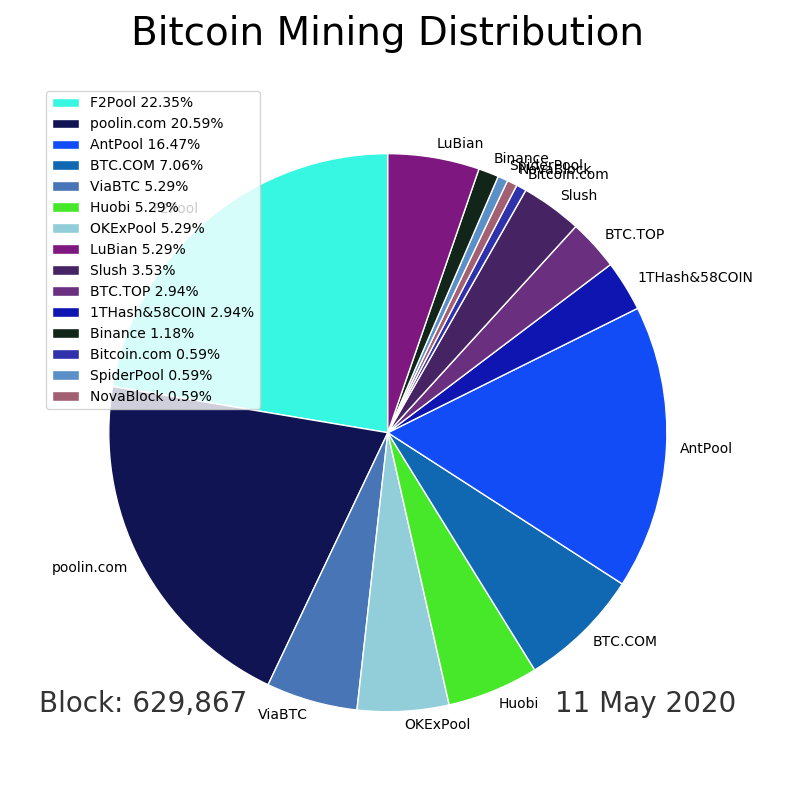 Bitcoin Mining Distribution
F2Pool 22.35%
poolin.com 20.59%
AntPool 16.47%
BTC.COM 7.06%
ViaBTC 5.29%
Huobi 5.29%
OKExPool 5.29%
LuBian 5.29%
Slush 3.53%
BTC.TOP 2.94%
1THash&58COIN 2.94%
Binance 1.18%
Bitcoin.com 0.59%
SpiderPool 0.59%
NovaBlock 0.59%
F2Pool
LuBian
Binance
SpiderPool
NovaBlock
Bitcoin.com
Slush
BTC.TOP
1THash&58COIN
AntPool
BTC.COM
Huobi
OKExPool
ViaBTC
poolin.com
Block: 629,867
11 May 2020